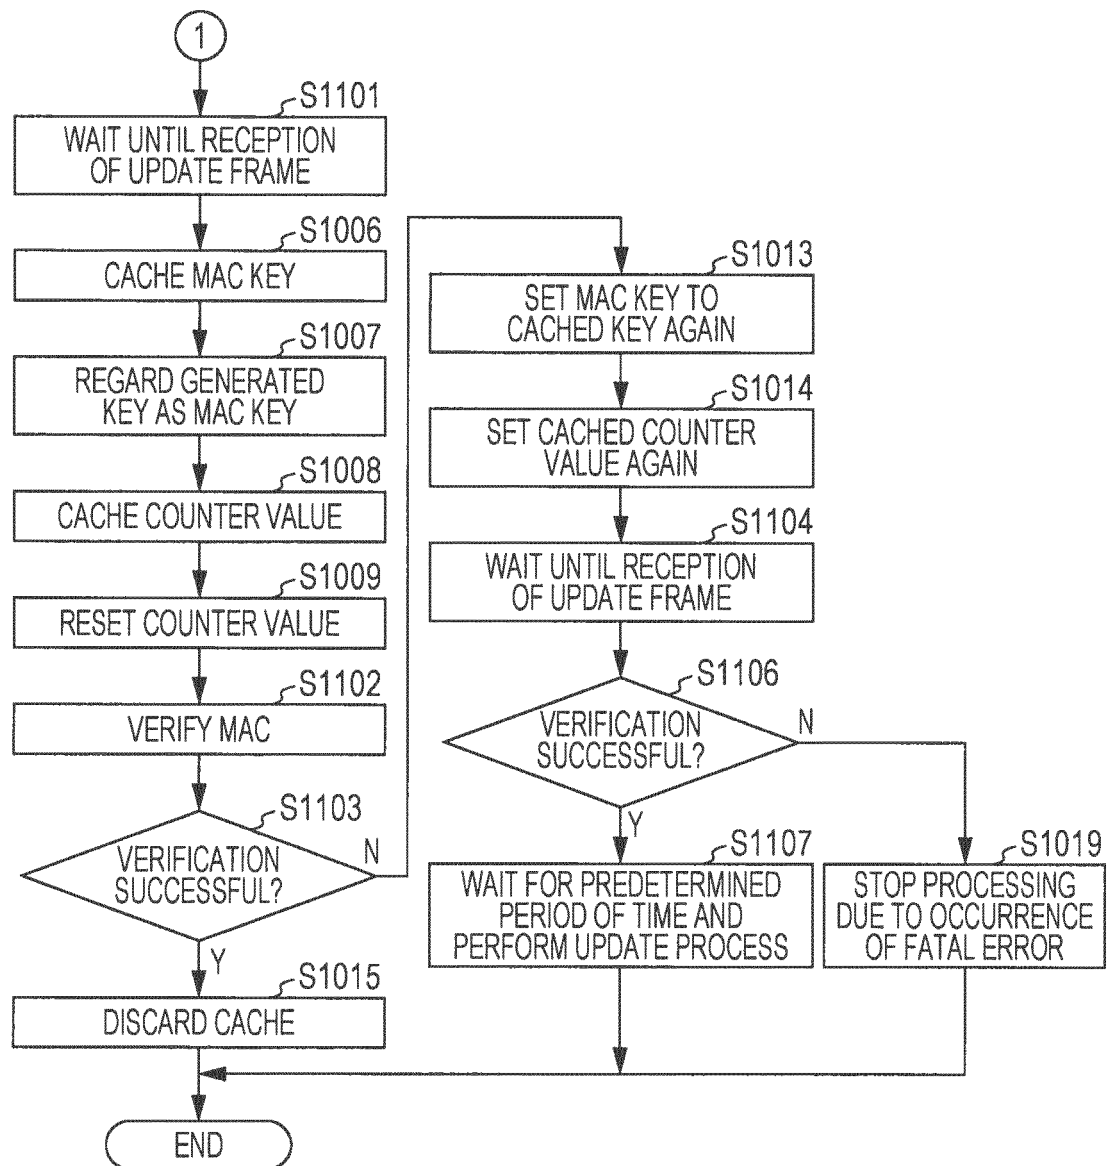 1
S1101
WAIT UNTIL RECEPTION
OF UPDATE FRAME
S1006
CACHE MAC KEY
S1007
REGARD GENERATED
KEY AS MAC KEY
S1008
CACHE COUNTER VALUE
S1009
RESET COUNTER VALUE
S1102
VERIFY MAC
S1103
VERIFICATION
SUCCESSFUL?
N
Y
S1015
DISCARD CACHE
END
S1013
SET MAC KEY TO
CACHED KEY AGAIN
S1014
SET CACHED COUNTER
VALUE AGAIN
S1104
WAIT UNTIL RECEPTION
OF UPDATE FRAME
S1106
VERIFICATION
SUCCESSFUL?
N
Y
S1107
WAIT FOR PREDETERMINED
PERIOD OF TIME AND
PERFORM UPDATE PROCESS
S1019
STOP PROCESSING
DUE TO OCCURRENCE
OF FATAL ERROR